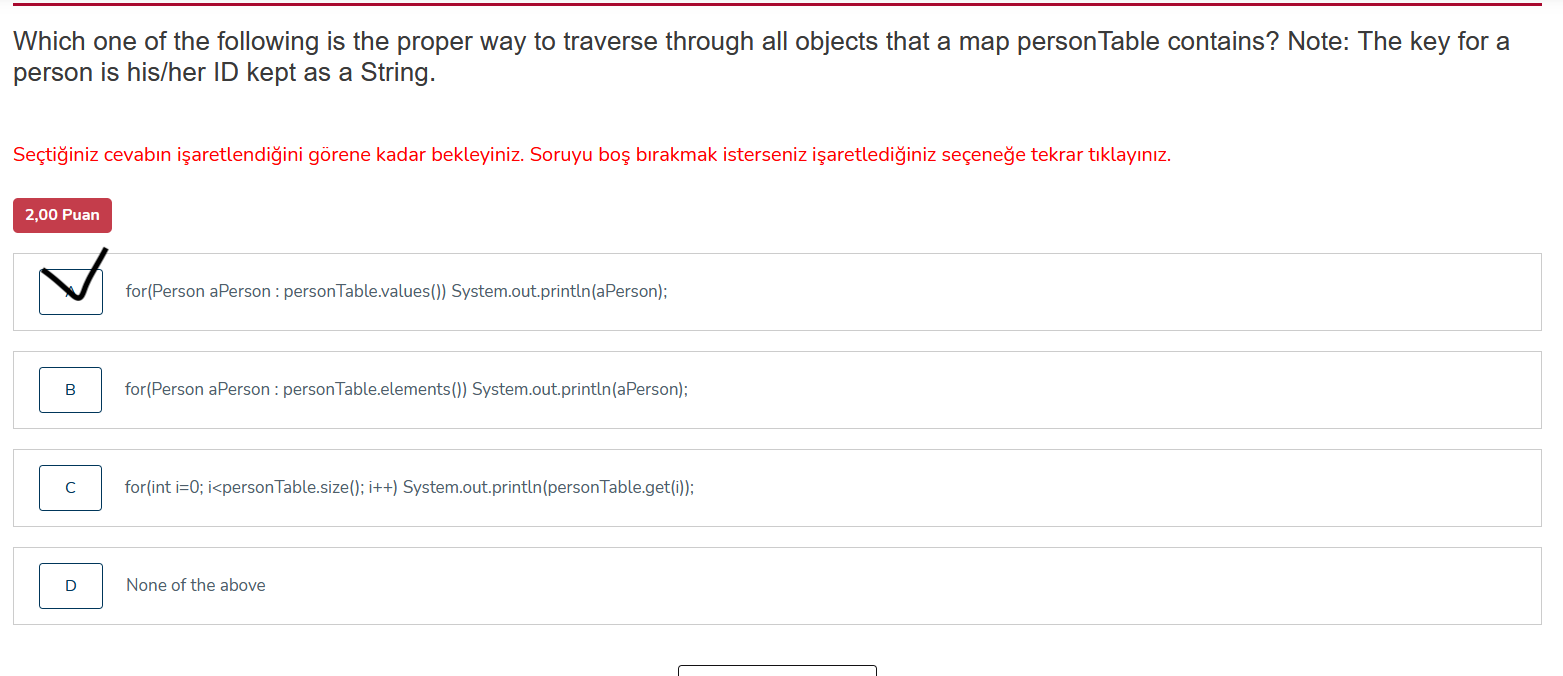 Which one of the following is the proper way to traverse through all objects that a map personTable contains? Note: The key for a
person is his/her ID kept as a String.
Seçtiğiniz cevabın işaretlendiğini görene kadar bekleyiniz. Soruyu boş bırakmak isterseniz işaretlediğiniz seçeneğe tekrar tıklayınız.
2,00 Puan
A for(Person aPerson : personTable.values()) System.out.println(aPerson);
B for(Person aPerson : personTable.elements()) System.out.println(aPerson);
C for(int i=0; i<personTable.size(); i++) System.out.println(personTable.get(i));
D None of the above